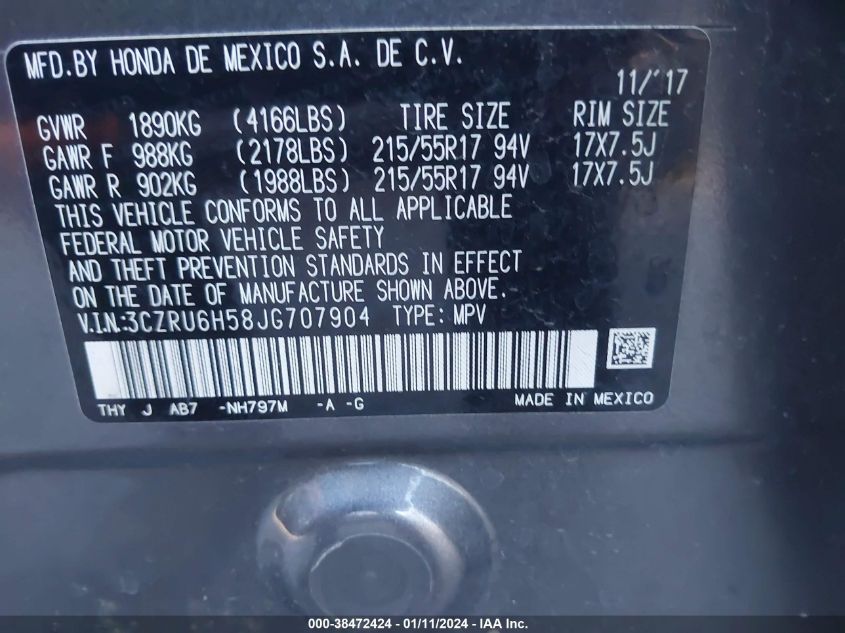 MFD.BY HONDA DE MEXICO S.A. DE C.V.
11/'17
GVWR 1890KG (4166LBS) TIRE SIZE RIM SIZE
GAWR F 988KG (2178LBS) 215/55R17 94V 17X7.5J
GAWR R 902KG (1988LBS) 215/55R17 94V 17X7.5J
THIS VEHICLE CONFORMS TO ALL APPLICABLE
FEDERAL MOTOR VEHICLE SAFETY
AND THEFT PREVENTION STANDARDS IN EFFECT
ON THE DATE OF MANUFACTURE SHOWN ABOVE.
V.I.N:3CZRU6H58JG707904 TYPE: MPV
THY J AB7 -NH797M -A -G MADE IN MEXICO
000-38472424 - 01/11/2024 - IAA Inc.